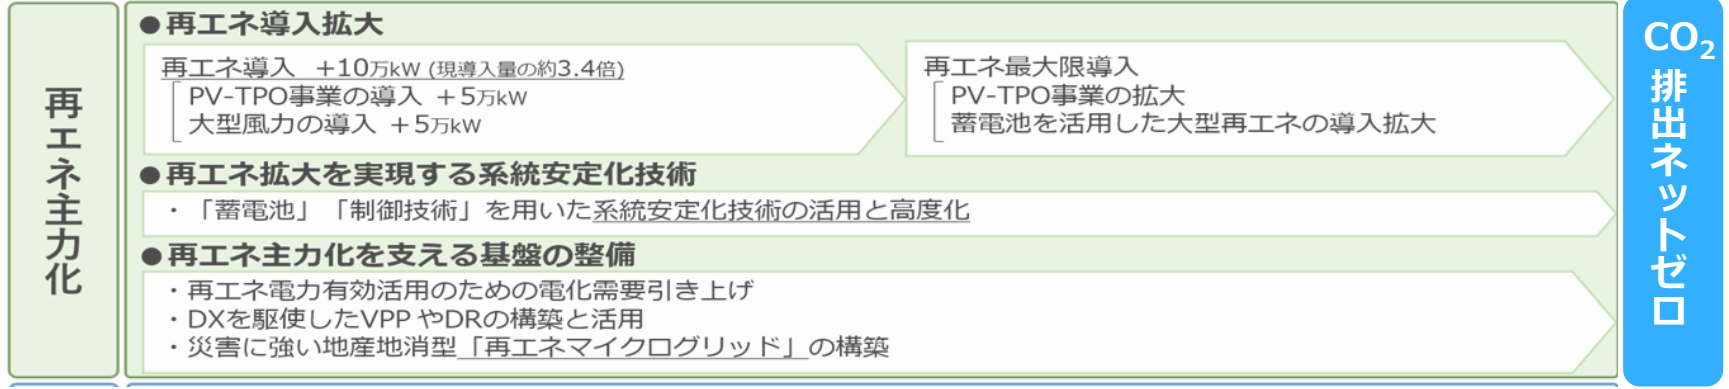 再エネ主力化
●再エネ導入拡大
再エネ導入 +10万kW (現導入量の約3.4倍)
PV-TPO事業の導入 +5万kW
大型風力の導入 +5万kW
再エネ最大限導入
PV-TPO事業の拡大
蓄電池を活用した大型再エネの導入拡大
●再エネ拡大を実現する系統安定化技術
・「蓄電池」「制御技術」を用いた系統安定化技術の活用と高度化
●再エネ主力化を支える基盤の整備
・再エネ電力有効活用のための電化需要引き上げ
・DXを駆使したVPPやDRの構築と活用
・災害に強い地産地消型「再エネマイクログリッド」の構築
CO₂排出ネットゼロ